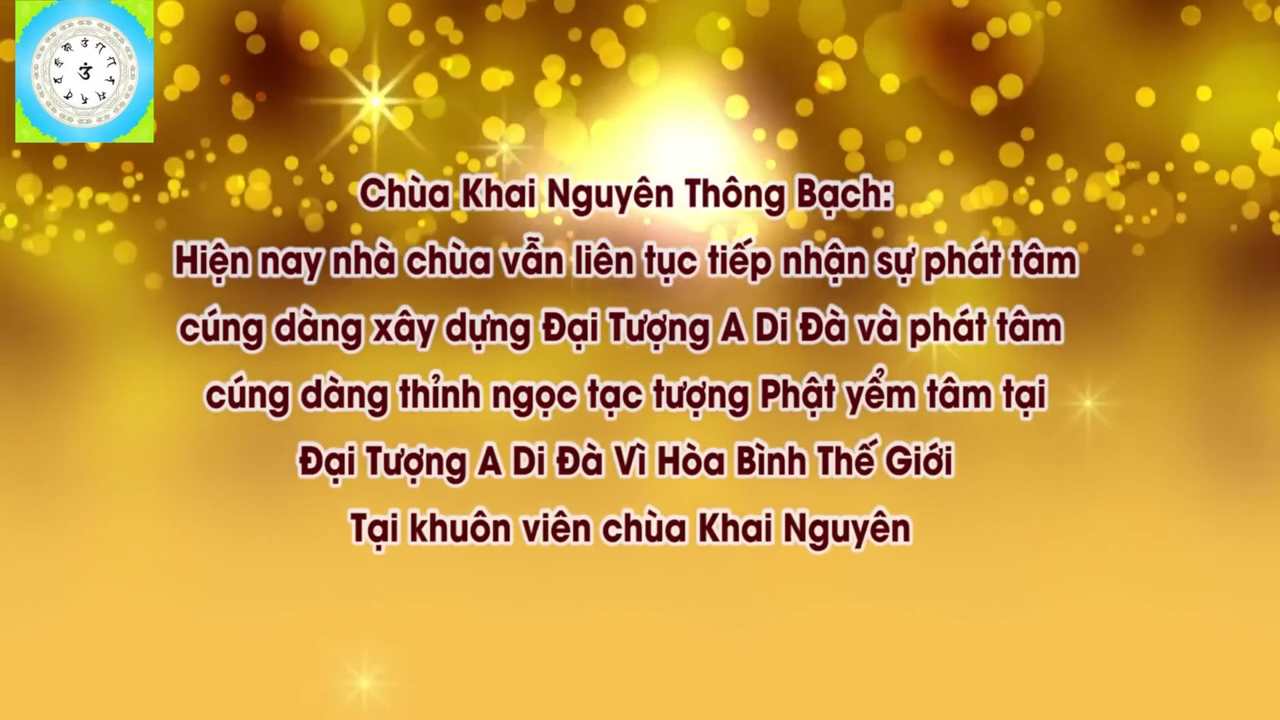 Chùa Khai Nguyên Thông Bạch:
Hiện nay nhà chùa vẫn liên tục tiếp nhận sự phát tâm
cúng dàng xây dựng Đại Tượng A Di Đà và phát tâm
cúng dàng thỉnh ngọc tạc tượng Phật yểm tâm tại
Đại Tượng A Di Đà Vì Hòa Bình Thế Giới
Tại khuôn viên chùa Khai Nguyên